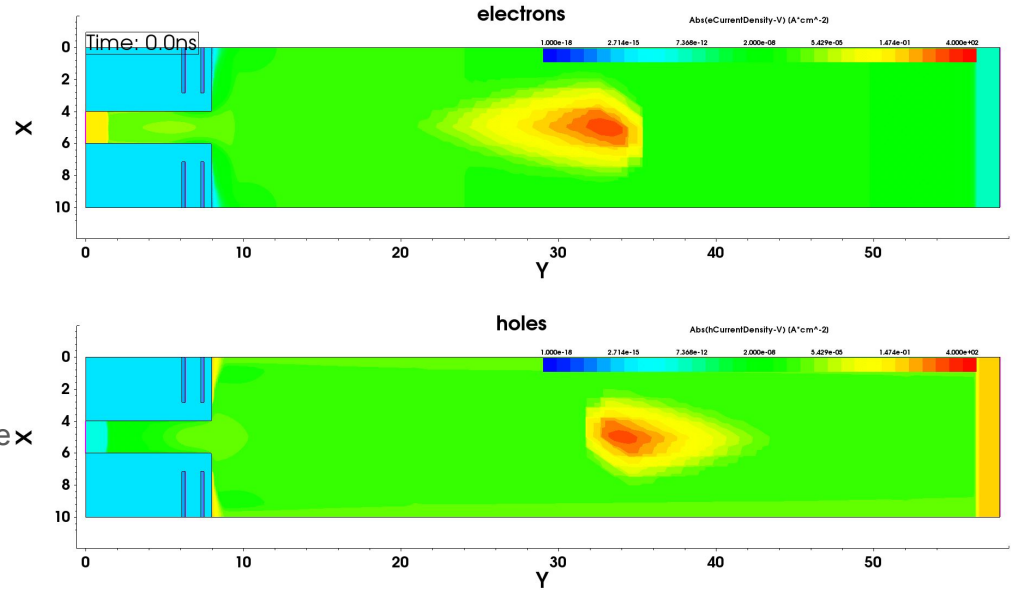 electrons
Abs(eCurrentDensity-V) (A*cm^-2)
Time: 0.0ns
1.000e-18 2.714e-15 7.368e-12 2.000e-08 5.429e-05 1.474e-01 4.000e+02
0
2
4
6
8
10
X
0 10 20 30 40 50
Y
holes
Abs(hCurrentDensity-V) (A*cm^-2)
1.000e-18 2.714e-15 7.368e-12 2.000e-08 5.429e-05 1.474e-01 4.000e+02
0
2
4
6
8
10
e
X
0 10 20 30 40 50
Y